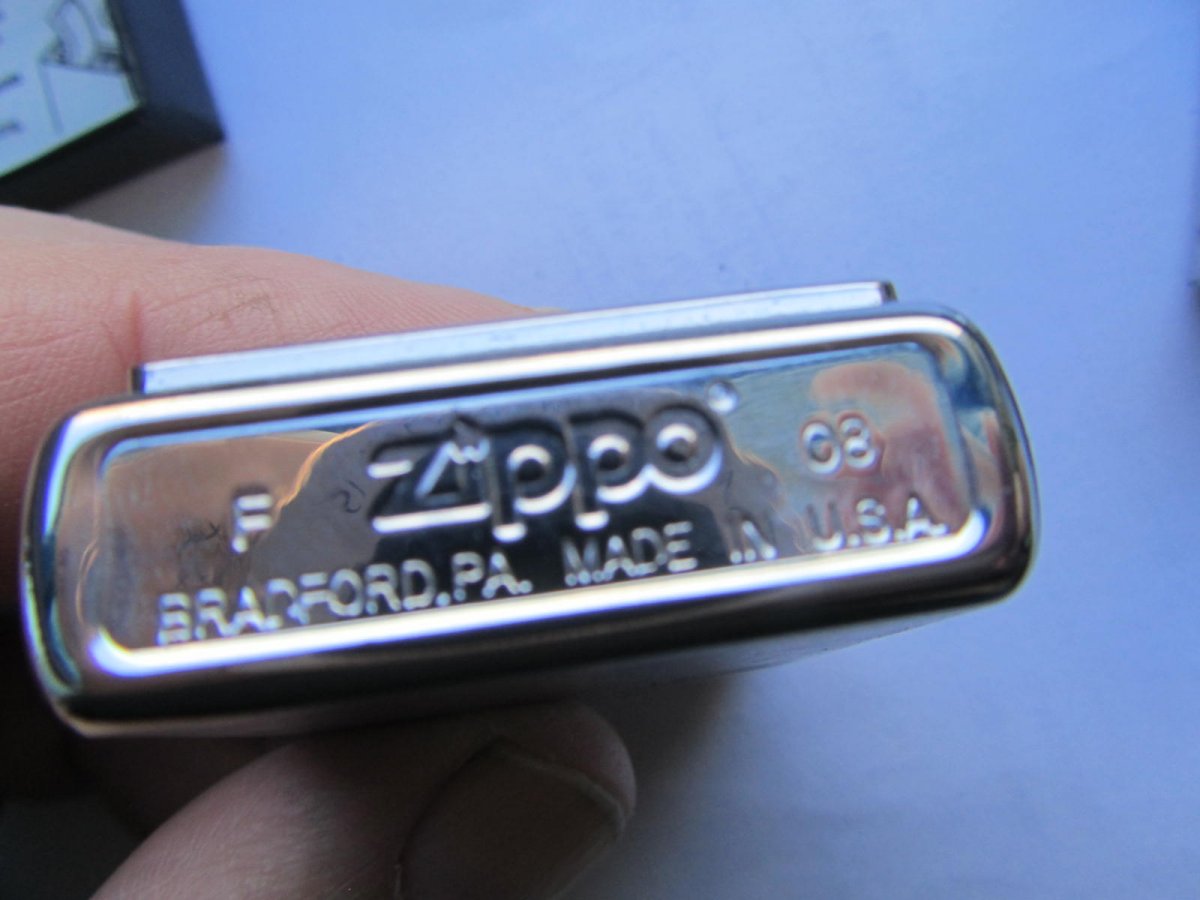 Zippo®
F 08
BRADFORD,PA. MADE IN U.S.A.